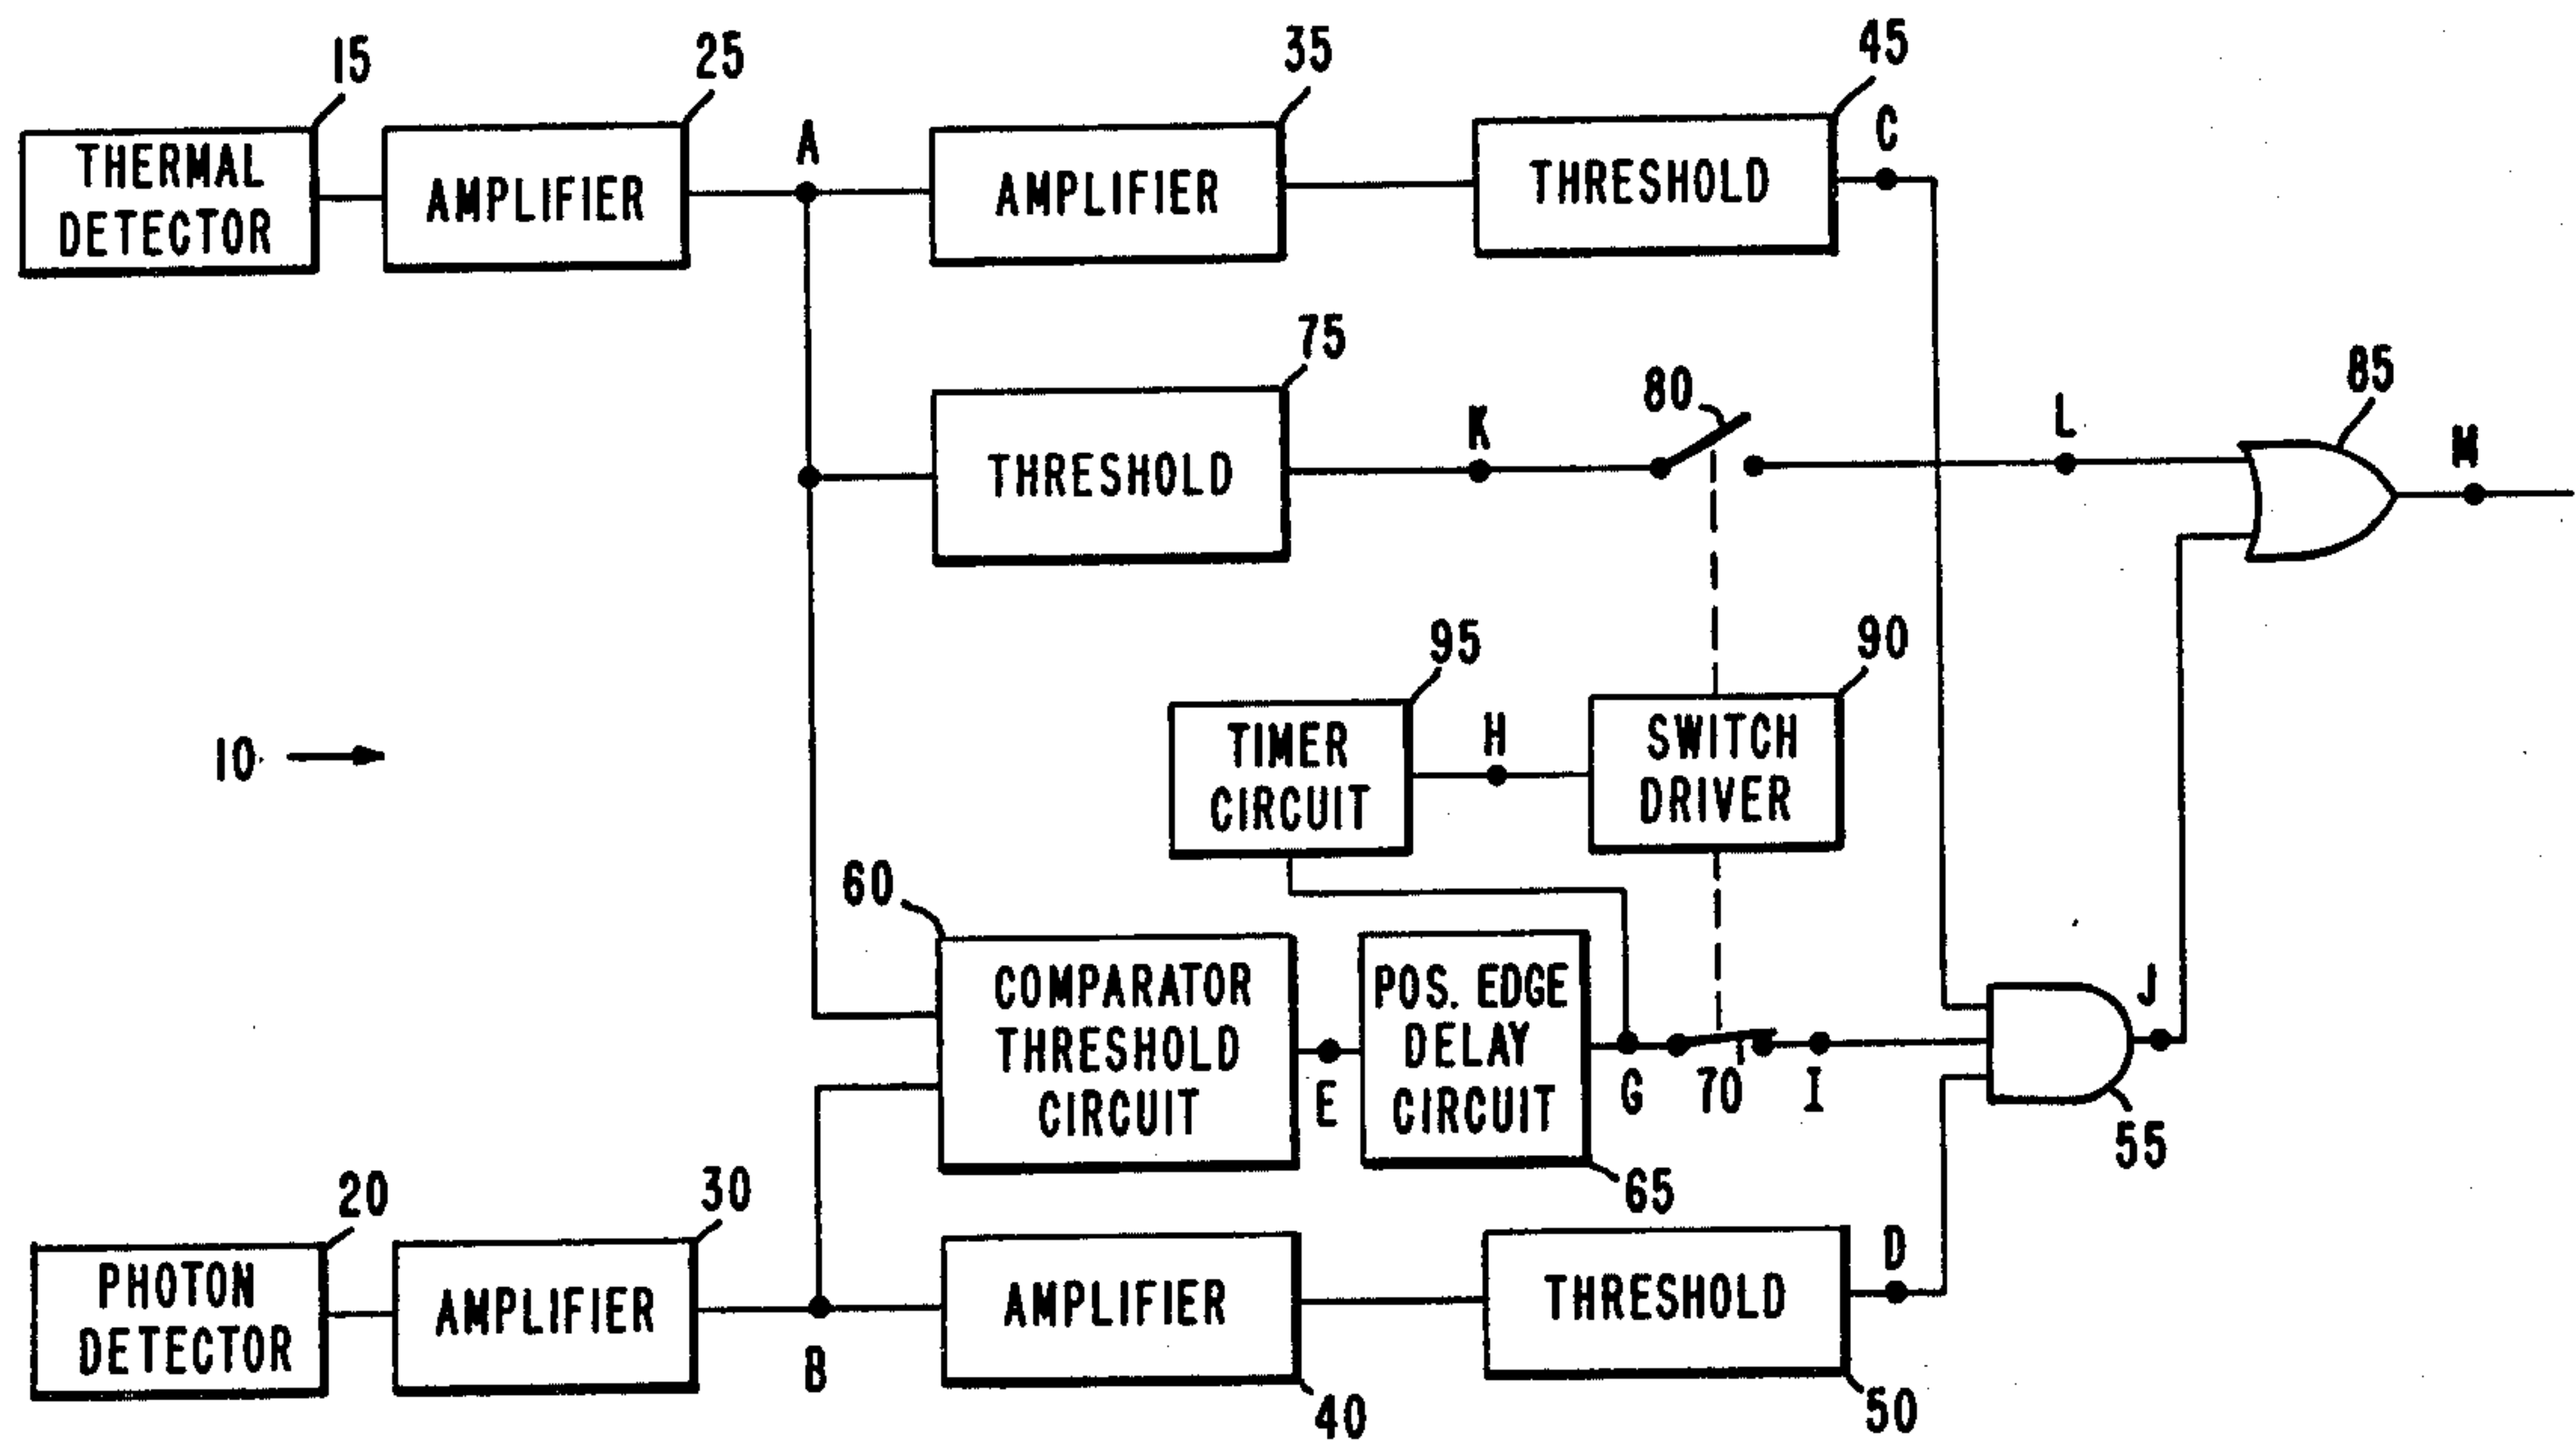 15
25
35
45
THERMAL
DETECTOR
AMPLIFIER
A
AMPLIFIER
THRESHOLD
C
75
THRESHOLD
K
80
L
85
M
10
95
TIMER
CIRCUIT
H
90
SWITCH
DRIVER
60
COMPARATOR
THRESHOLD
CIRCUIT
E
POS. EDGE
DELAY
CIRCUIT
65
G
70
I
J
55
20
PHOTON
DETECTOR
30
AMPLIFIER
B
AMPLIFIER
40
THRESHOLD
50
D